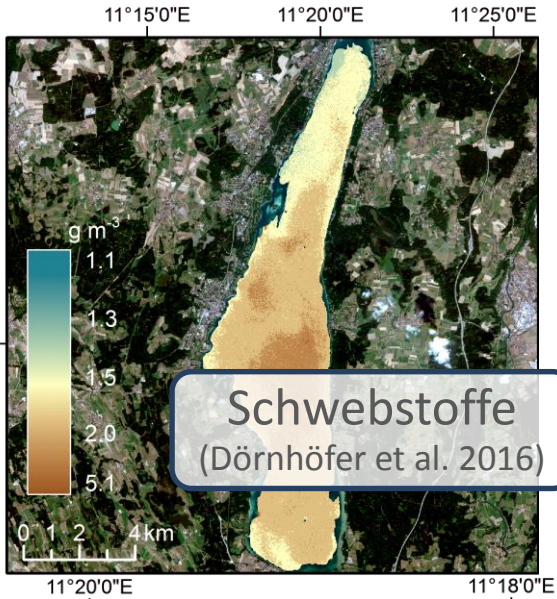 11°15'0"E 11°20'0"E 11°25'0"E
g m-3
1.1
1.3
1.5
2.0
5.1
Schwebstoffe
(Dörnhöfer et al. 2016)
0 1 2 4 km
11°20'0"E 11°18'0"E